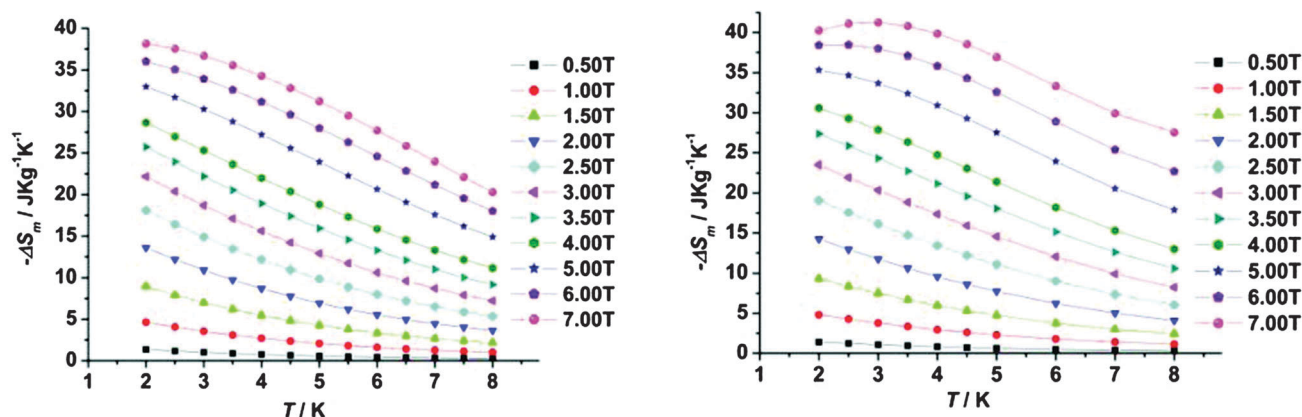 40
35
30
25
20
15
10
5
0
-ΔSm / JKg-1K-1
1 2 3 4 5 6 7 8
T / K
0.50T
1.00T
1.50T
2.00T
2.50T
3.00T
3.50T
4.00T
5.00T
6.00T
7.00T
40
35
30
25
20
15
10
5
0
-ΔSm / JKg-1K-1
1 2 3 4 5 6 7 8
T / K
0.50T
1.00T
1.50T
2.00T
2.50T
3.00T
3.50T
4.00T
5.00T
6.00T
7.00T